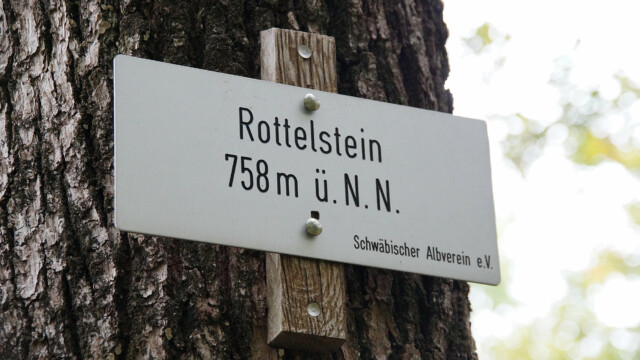 Rottelstein
758 m ü.N.N.
Schwäbischer Albverein e.V.